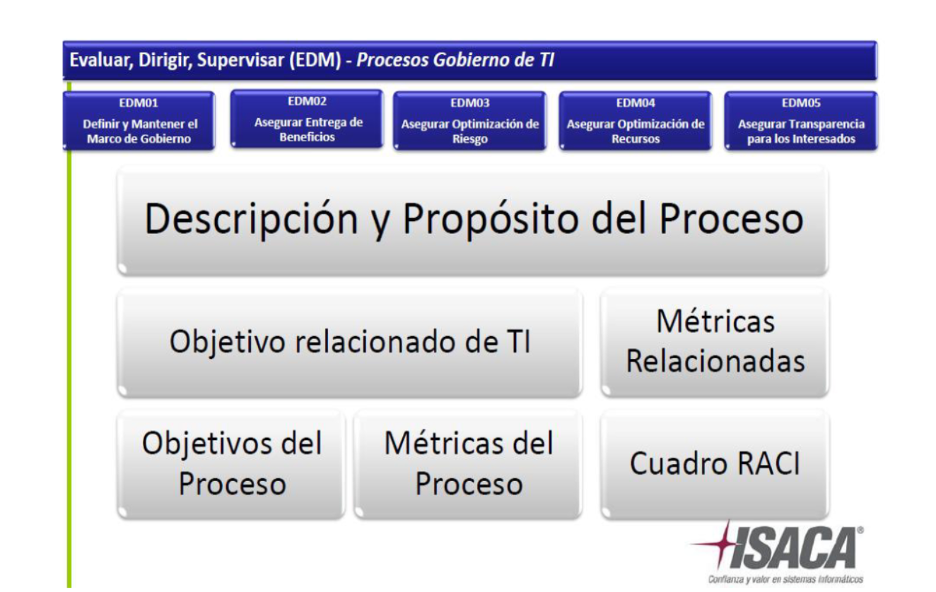 Evaluar, Dirigir, Supervisar (EDM) - Procesos Gobierno de TI
EDM01
Definir y Mantener el
Marco de Gobierno
EDM02
Asegurar Entrega de
Beneficios
EDM03
Asegurar Optimización de
Riesgo
EDM04
Asegurar Optimización de
Recursos
EDM05
Asegurar Transparencia
para los Interesados
Descripción y Propósito del Proceso
Objetivo relacionado de TI
Métricas
Relacionadas
Objetivos del
Proceso
Métricas del
Proceso
Cuadro RACI
ISACA®
Confianza y valor en sistemas informáticos